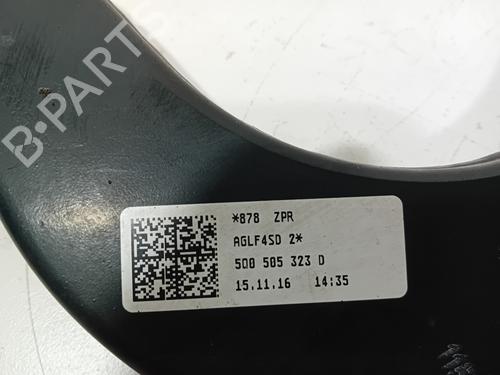 B-PARTS
*878 ZPR
AGLF4SD 2*
5Q0 505 323 D
15.11.16 14:35